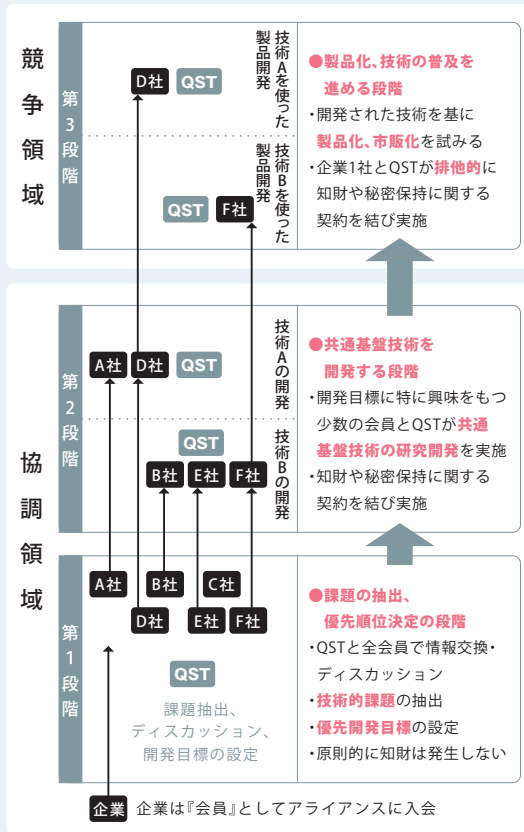 競争領域
第3段階
技術Aを使った
製品開発
D社
QST
技術Bを使った
製品開発
QST
F社
●製品化、技術の普及を
進める段階
・開発された技術を基に
製品化、市販化を試みる
・企業1社とQSTが排他的に
知財や秘密保持に関する
契約を結び実施
協調領域
第2段階
技術Aの開発
A社
D社
QST
技術Bの開発
QST
B社
E社
F社
●共通基盤技術を
開発する段階
・開発目標に特に興味をもつ
少数の会員とQSTが共通
基盤技術の研究開発を実施
・知財や秘密保持に関する
契約を結び実施
第1段階
A社
B社
C社
D社
E社
F社
QST
課題抽出、
ディスカッション、
開発目標の設定
●課題の抽出、
優先順位決定の段階
・QSTと全会員で情報交換・
ディスカッション
・技術的課題の抽出
・優先開発目標の設定
・原則的に知財は発生しない
企業 企業は『会員』としてアライアンスに入会